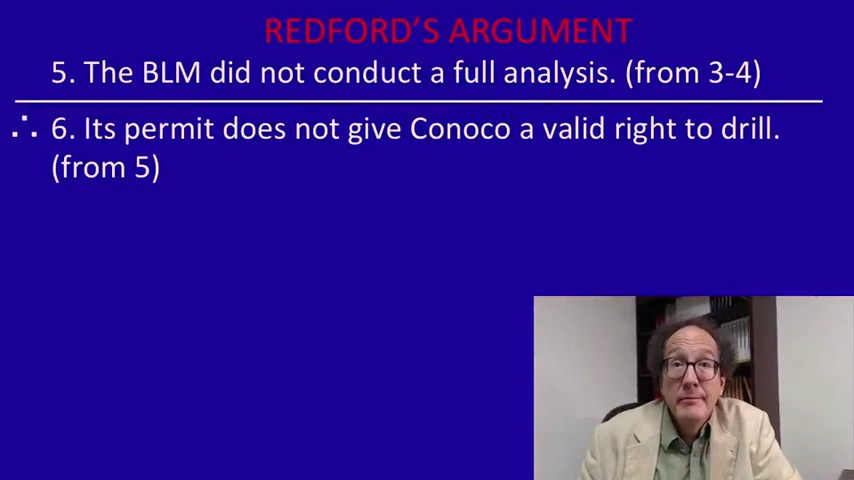 REDFORD'S ARGUMENT
5. The BLM did not conduct a full analysis. (from 3-4)
∴ 6. Its permit does not give Conoco a valid right to drill.
(from 5)